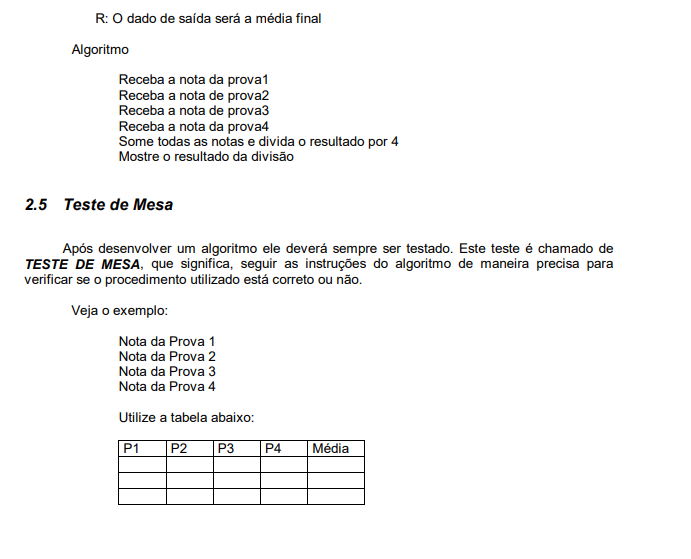 R: O dado de saída será a média final
Algoritmo
Receba a nota da prova1
Receba a nota de prova2
Receba a nota de prova3
Receba a nota da prova4
Some todas as notas e divida o resultado por 4
Mostre o resultado da divisão
2.5 Teste de Mesa
Após desenvolver um algoritmo ele deverá sempre ser testado. Este teste é chamado de
TESTE DE MESA, que significa, seguir as instruções do algoritmo de maneira precisa para
verificar se o procedimento utilizado está correto ou não.
Veja o exemplo:
Nota da Prova 1
Nota da Prova 2
Nota da Prova 3
Nota da Prova 4
Utilize a tabela abaixo:
P1 P2 P3 P4 Média